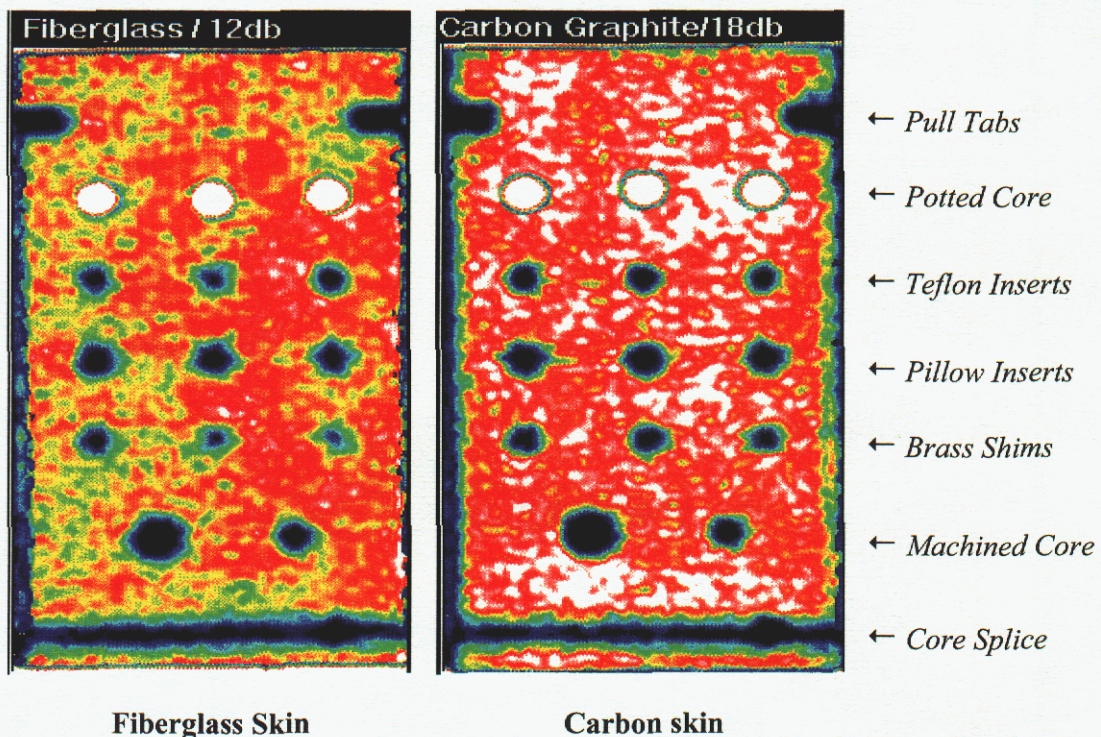 Fiberglass / 12db
Carbon Graphite/18db
← Pull Tabs
← Potted Core
← Teflon Inserts
← Pillow Inserts
← Brass Shims
← Machined Core
← Core Splice
Fiberglass Skin
Carbon skin